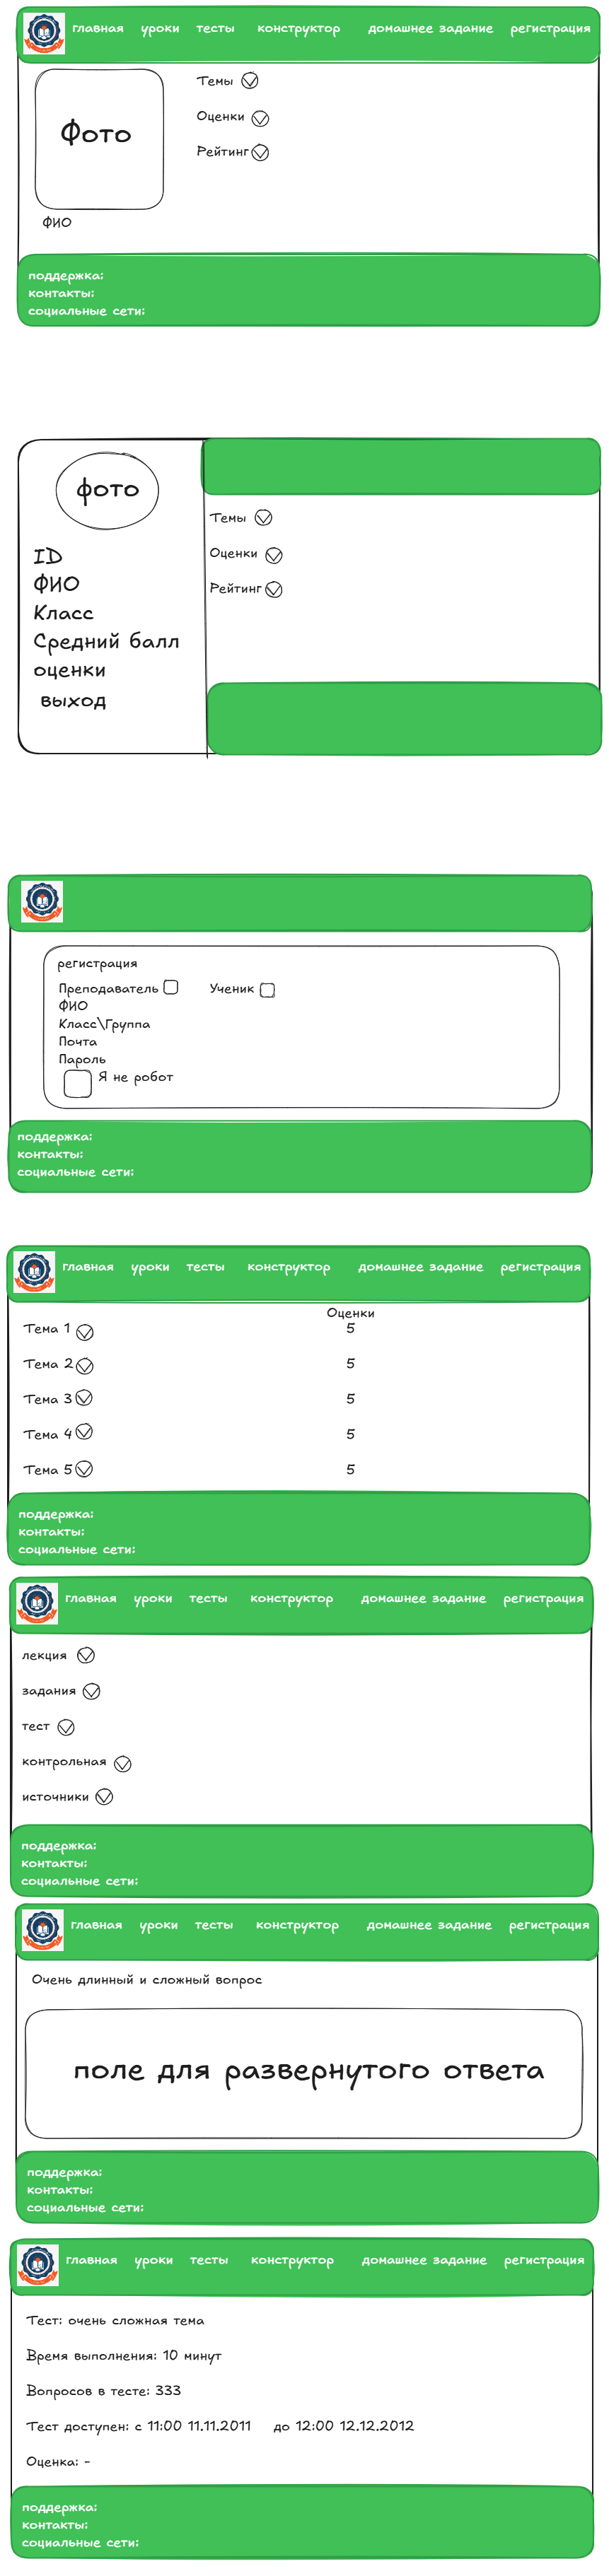 главная уроки тесты конструктор домашнее задание регистрация
Фото
Темы
Оценки
Рейтинг
ФИО
поддержка:
контакты:
социальные сети:
фото
ID
ФИО
Класс
Средний балл
оценки
выход
Темы
Оценки
Рейтинг
регистрация
Преподаватель Ученик
ФИО
Класс\Группа
Почта
Пароль
Я не робот
поддержка:
контакты:
социальные сети:
главная уроки тесты конструктор домашнее задание регистрация
Оценки
Тема 1 5
Тема 2 5
Тема 3 5
Тема 4 5
Тема 5 5
поддержка:
контакты:
социальные сети:
главная уроки тесты конструктор домашнее задание регистрация
лекция
задания
тест
контрольная
источники
поддержка:
контакты:
социальные сети:
главная уроки тесты конструктор домашнее задание регистрация
Очень длинный и сложный вопрос
поле для развернутого ответа
поддержка:
контакты:
социальные сети:
главная уроки тесты конструктор домашнее задание регистрация
Тест: очень сложная тема
Время выполнения: 10 минут
Вопросов в тесте: 333
Тест доступен: с 11:00 11.11.2011 до 12:00 12.12.2012
Оценка: -
поддержка:
контакты:
социальные сети: